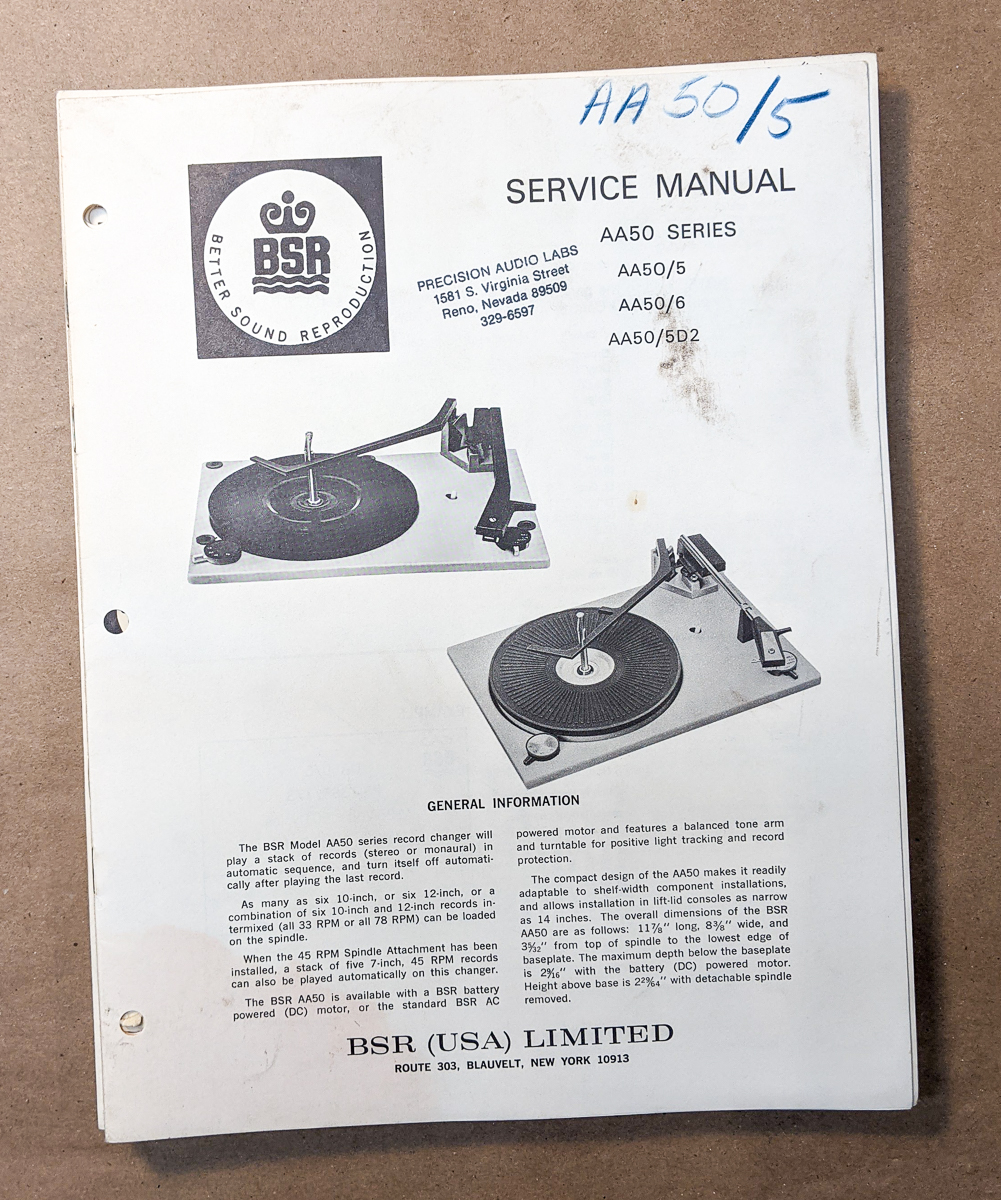 AA 50/5
SERVICE MANUAL
AA50 SERIES
AA50/5
AA50/6
AA50/5D2
BSR
BETTER SOUND REPRODUCTION
PRECISION AUDIO LABS
1581 S. Virginia Street
Reno, Nevada 89509
329-6597
GENERAL INFORMATION
The BSR Model AA50 series record changer will
play a stack of records (stereo or monaural) in
automatic sequence, and turn itself off automati-
cally after playing the last record.
As many as six 10-inch, or six 12-inch, or a
combination of six 10-inch and 12-inch records in-
termixed (all 33 RPM or all 78 RPM) can be loaded
on the spindle.
When the 45 RPM Spindle Attachment has been
installed, a stack of five 7-inch, 45 RPM records
can also be played automatically on this changer.
The BSR AA50 is available with a BSR battery
powered (DC) motor, or the standard BSR AC
powered motor and features a balanced tone arm
and turntable for positive light tracking and record
protection.
The compact design of the AA50 makes it readily
adaptable to shelf-width component installations,
and allows installation in lift-lid consoles as narrow
as 14 inches. The overall dimensions of the BSR
AA50 are as follows: 11⅞" long, 8⅜" wide, and
from top of spindle to the lowest edge of
baseplate. The maximum depth below the baseplate
is 2⁹⁄₁₆" with the battery (DC) powered motor.
Height above base is 2²⁹⁄₆₄" with detachable spindle
removed.
BSR (USA) LIMITED
ROUTE 303, BLAUVELT, NEW YORK 10913